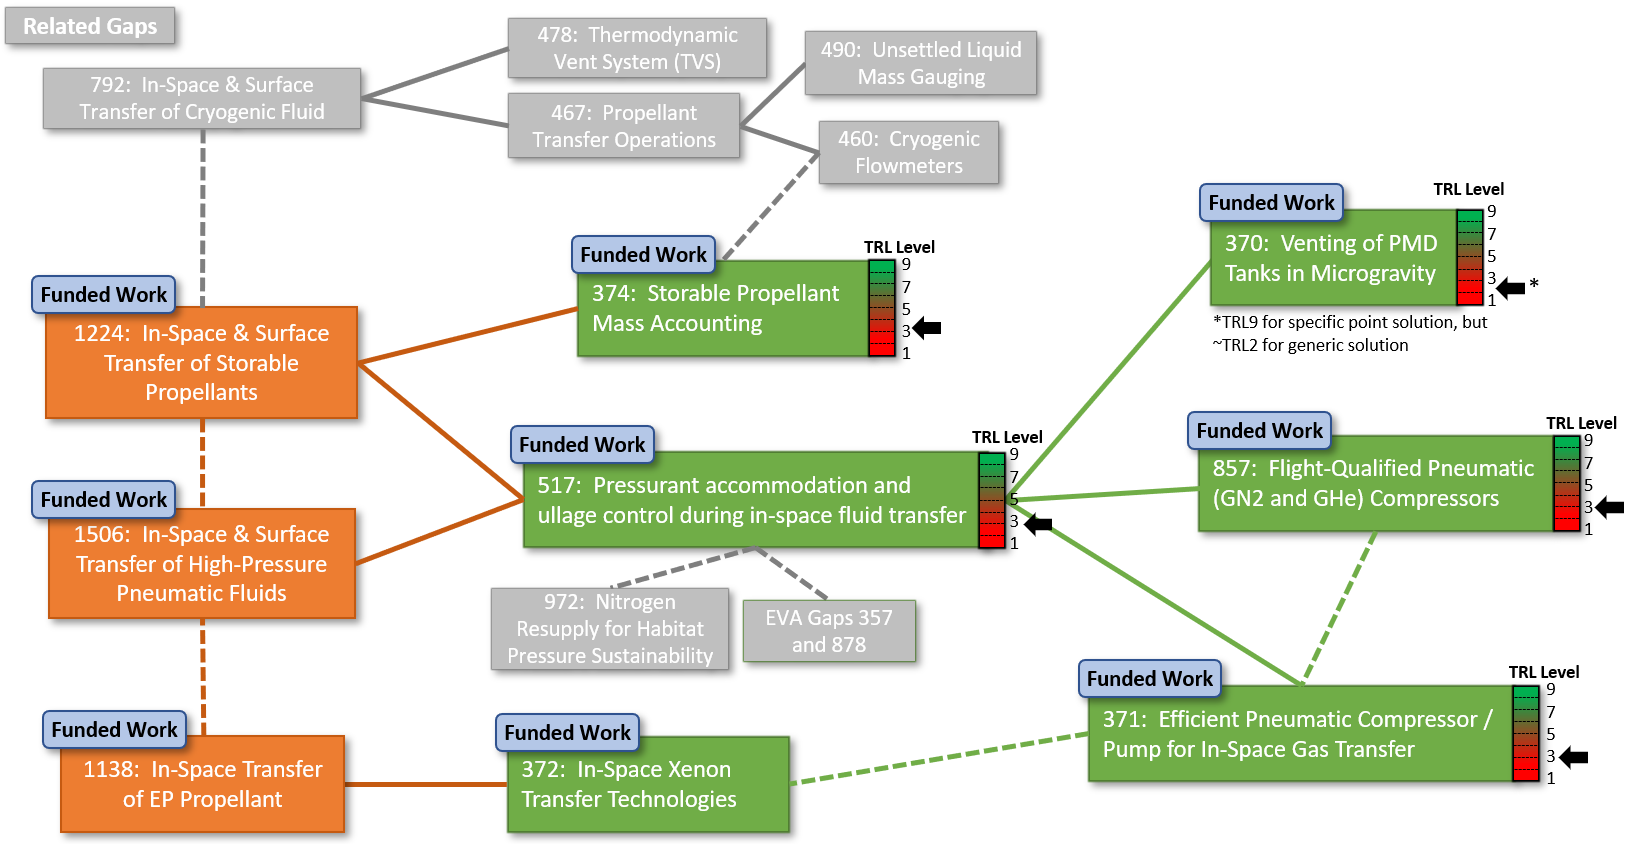 Related Gaps
792: In-Space & Surface
Transfer of Cryogenic Fluid
478: Thermodynamic
Vent System (TVS)
467: Propellant
Transfer Operations
490: Unsettled Liquid
Mass Gauging
460: Cryogenic
Flowmeters
Funded Work
1224: In-Space & Surface
Transfer of Storable
Propellants
Funded Work
374: Storable Propellant
Mass Accounting
TRL Level
9
7
5
3
1
Funded Work
370: Venting of PMD
Tanks in Microgravity
TRL Level
9
7
5
3
1
*
*TRL9 for specific point solution, but
~TRL2 for generic solution
Funded Work
1506: In-Space & Surface
Transfer of High-Pressure
Pneumatic Fluids
Funded Work
517: Pressurant accommodation and
ullage control during in-space fluid transfer
TRL Level
9
7
5
3
1
Funded Work
857: Flight-Qualified Pneumatic
(GN2 and GHe) Compressors
TRL Level
9
7
5
3
1
972: Nitrogen
Resupply for Habitat
Pressure Sustainability
EVA Gaps 357
and 878
Funded Work
1138: In-Space Transfer
of EP Propellant
Funded Work
372: In-Space Xenon
Transfer Technologies
Funded Work
371: Efficient Pneumatic Compressor /
Pump for In-Space Gas Transfer
TRL Level
9
7
5
3
1